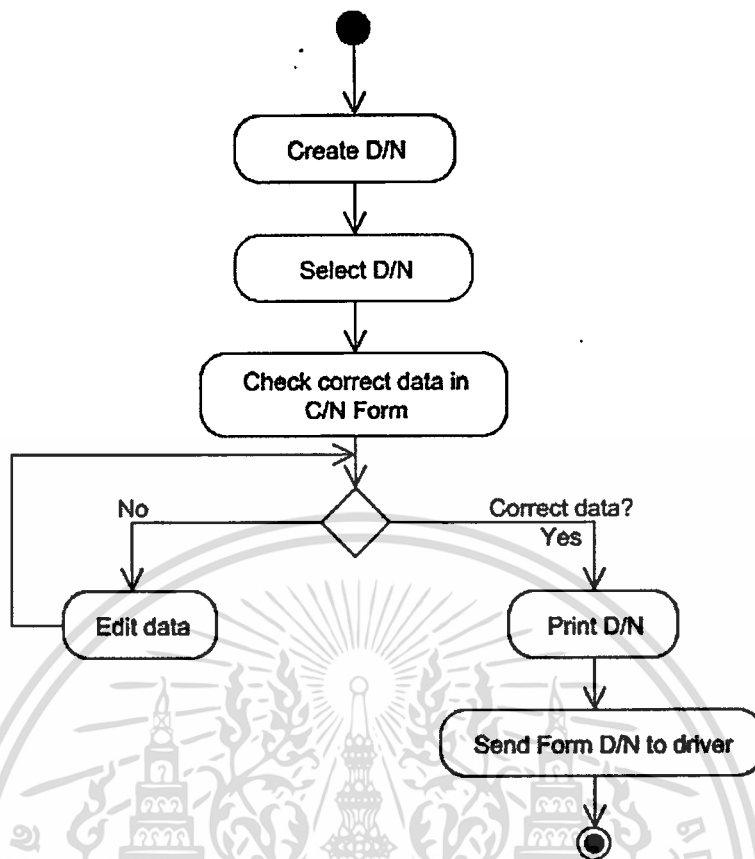 Create D/N
Select D/N
Check correct data in
C/N Form
No
Correct data?
Yes
Edit data
Print D/N
Send Form D/N to driver